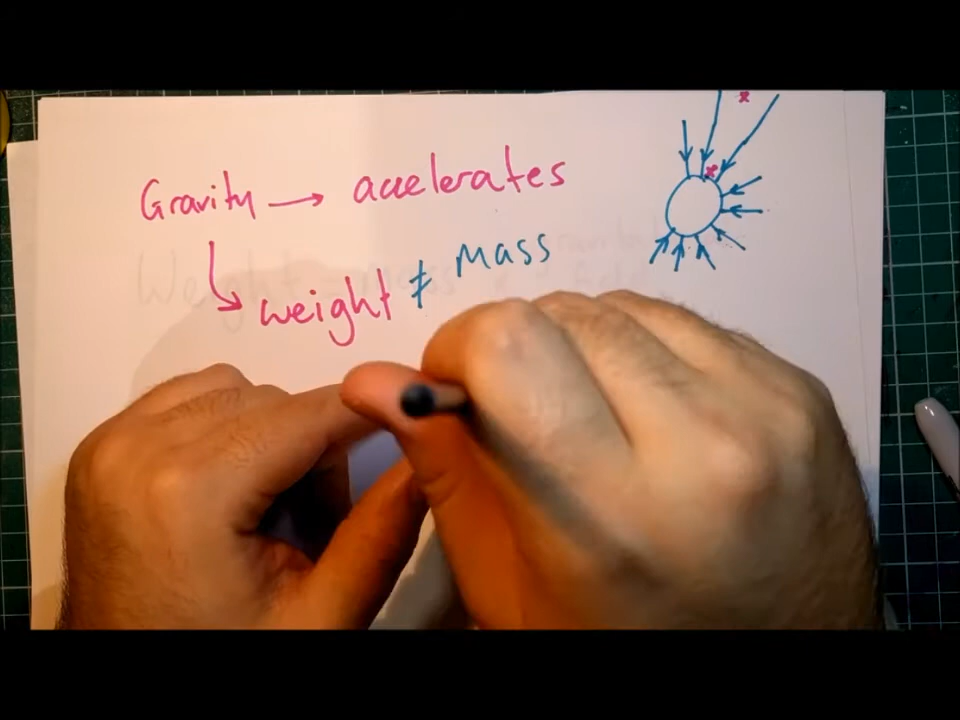 Gravity → accelerates
weight ≠ Mass
x
x